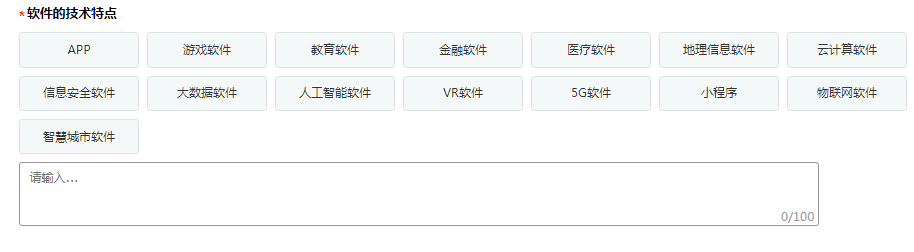 *软件的技术特点
APP 游戏软件 教育软件 金融软件 医疗软件 地理信息软件 云计算软件
信息安全软件 大数据软件 人工智能软件 VR软件 5G软件 小程序 物联网软件
智慧城市软件
请输入...
0/100